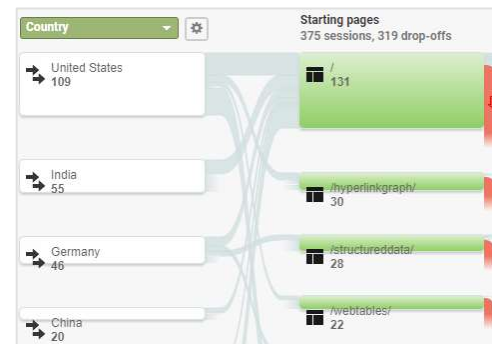 Country
Starting pages
375 sessions, 319 drop-offs
United States
109
India
55
Germany
46
China
20
/
131
/hyperlinkgraph/
30
/structureddata/
28
/webtables/
22